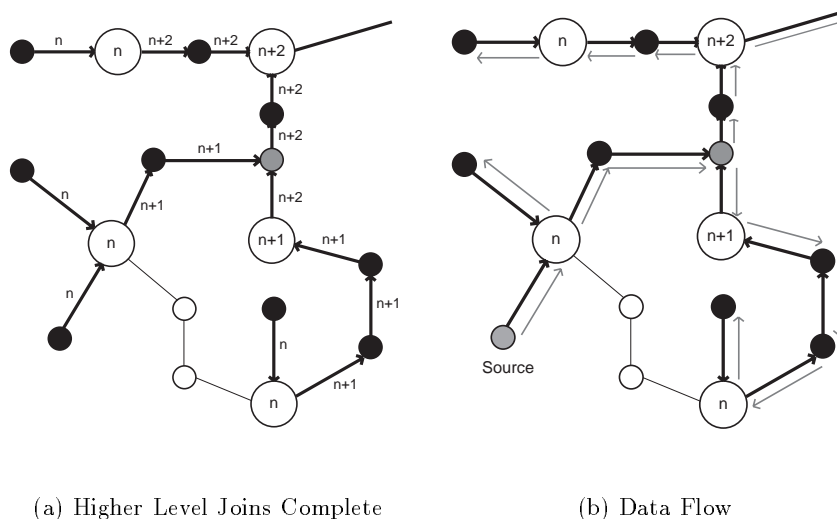 n n n+2 n+2 n+2
n+2
n+2
n+1
n n+1 n+2
n n+1 n+1
n n+1
n
n+1
n
n n+2
n n+1
n
Source
(a) Higher Level Joins Complete
(b) Data Flow